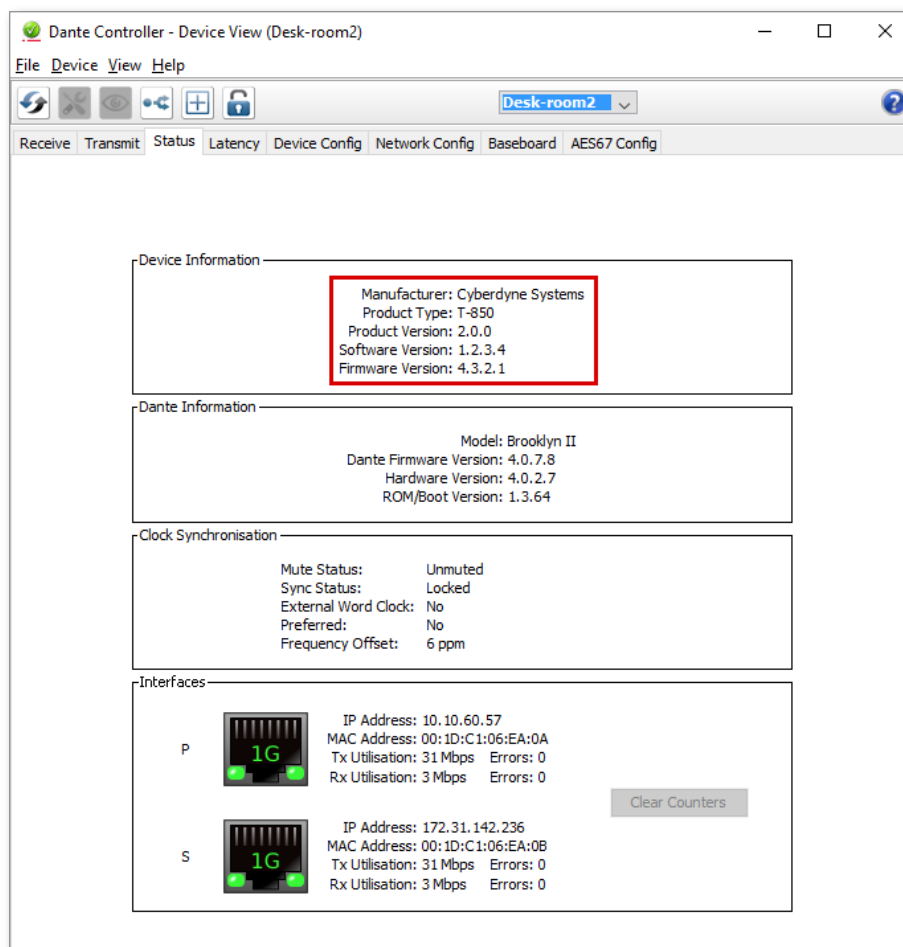 Dante Controller - Device View (Desk-room2)
File Device View Help
Desk-room2
?
Receive Transmit Status Latency Device Config Network Config Baseboard AES67 Config
Device Information
Manufacturer: Cyberdyne Systems
Product Type: T-850
Product Version: 2.0.0
Software Version: 1.2.3.4
Firmware Version: 4.3.2.1
Dante Information
Model: Brooklyn II
Dante Firmware Version: 4.0.7.8
Hardware Version: 4.0.2.7
ROM/Boot Version: 1.3.64
Clock Synchronisation
Mute Status: Unmuted
Sync Status: Locked
External Word Clock: No
Preferred: No
Frequency Offset: 6 ppm
Interfaces
P
1G
IP Address: 10.10.60.57
MAC Address: 00:1D:C1:06:EA:0A
Tx Utilisation: 31 Mbps Errors: 0
Rx Utilisation: 3 Mbps Errors: 0
Clear Counters
S
1G
IP Address: 172.31.142.236
MAC Address: 00:1D:C1:06:EA:0B
Tx Utilisation: 31 Mbps Errors: 0
Rx Utilisation: 3 Mbps Errors: 0